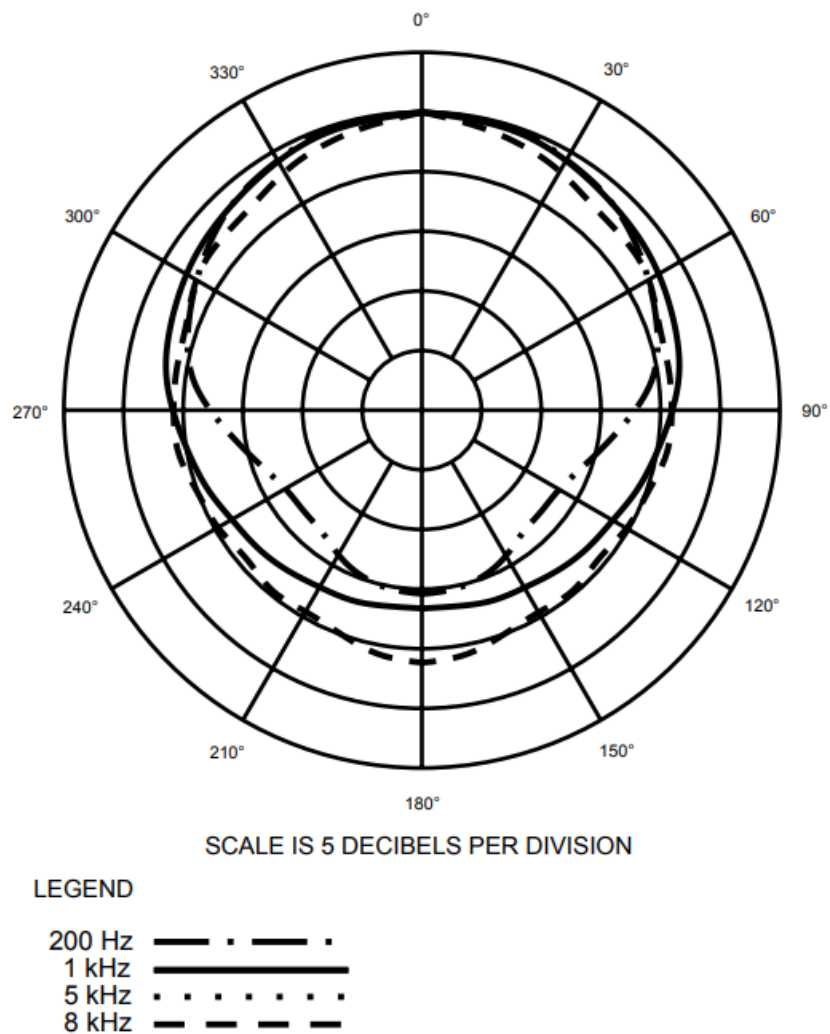 0°
330°
30°
300°
60°
270°
90°
240°
120°
210°
150°
180°
SCALE IS 5 DECIBELS PER DIVISION
LEGEND
200 Hz
1 kHz
5 kHz
8 kHz